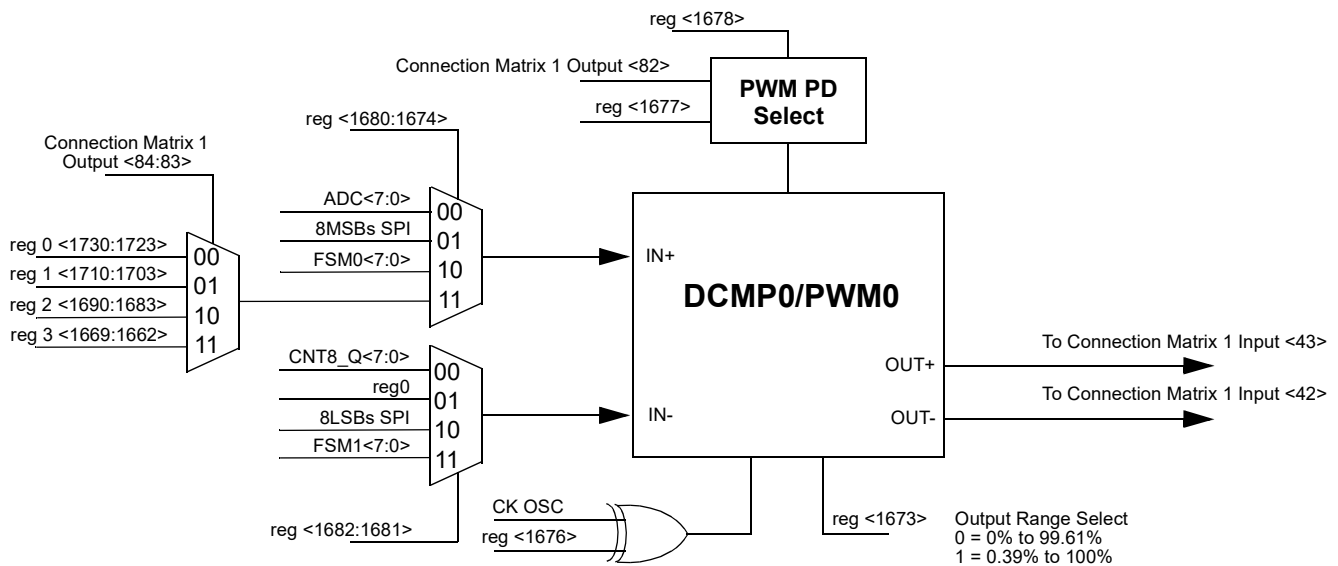 reg <1678>
Connection Matrix 1 Output <82>
reg <1677>
PWM PD
Select
reg <1680:1674>
Connection Matrix 1
Output <84:83>
ADC<7:0>
8MSBs SPI
FSM0<7:0>
00
01
10
11
reg 0 <1730:1723>
reg 1 <1710:1703>
reg 2 <1690:1683>
reg 3 <1669:1662>
00
01
10
11
IN+
DCMP0/PWM0
CNT8_Q<7:0>
reg0
8LSBs SPI
FSM1<7:0>
00
01
10
11
IN-
OUT+
OUT-
To Connection Matrix 1 Input <43>
To Connection Matrix 1 Input <42>
reg <1682:1681>
CK OSC
reg <1676>
reg <1673>
Output Range Select
0 = 0% to 99.61%
1 = 0.39% to 100%